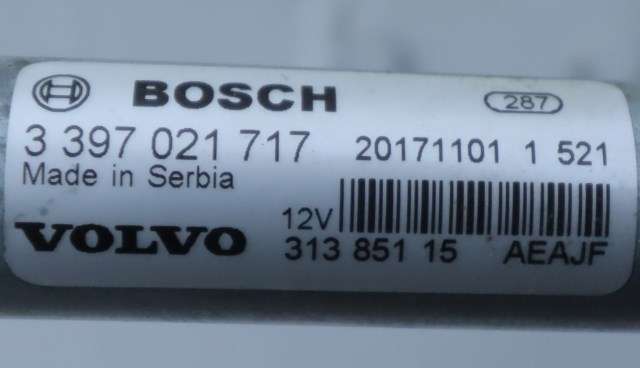 BOSCH 287
3 397 021 717 20171101 1 521
Made in Serbia
VOLVO 12V
313 851 15 AEAJF